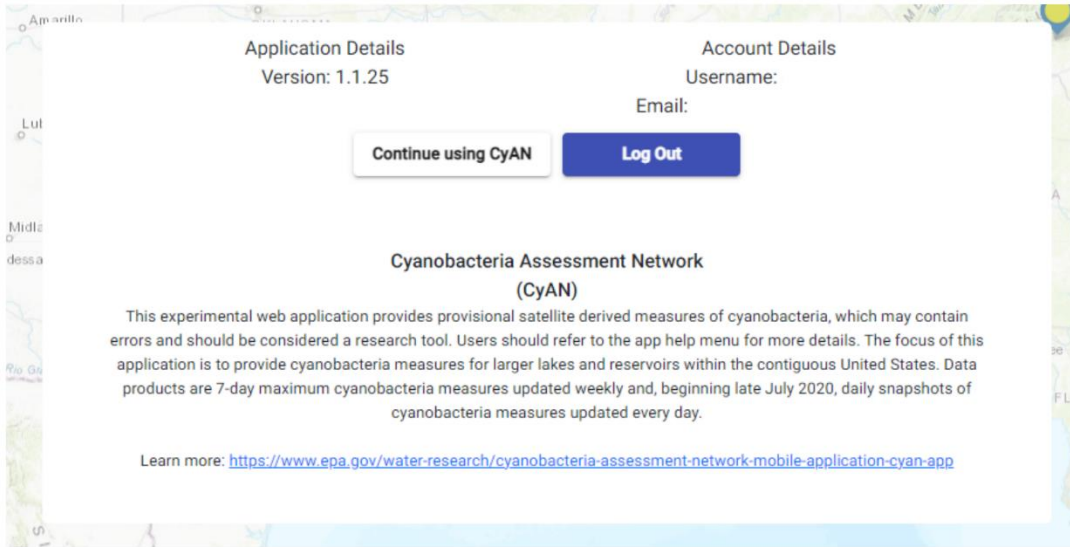 Amarillo
Application Details
Account Details
Version: 1.1.25
Username:
Email:
Lub
Continue using CyAN
Log Out
Midla
dessa
Cyanobacteria Assessment Network
(CyAN)
This experimental web application provides provisional satellite derived measures of cyanobacteria, which may contain
errors and should be considered a research tool. Users should refer to the app help menu for more details. The focus of this
application is to provide cyanobacteria measures for larger lakes and reservoirs within the contiguous United States. Data
products are 7-day maximum cyanobacteria measures updated weekly and, beginning late July 2020, daily snapshots of
cyanobacteria measures updated every day.
Learn more: https://www.epa.gov/water-research/cyanobacteria-assessment-network-mobile-application-cyan-app